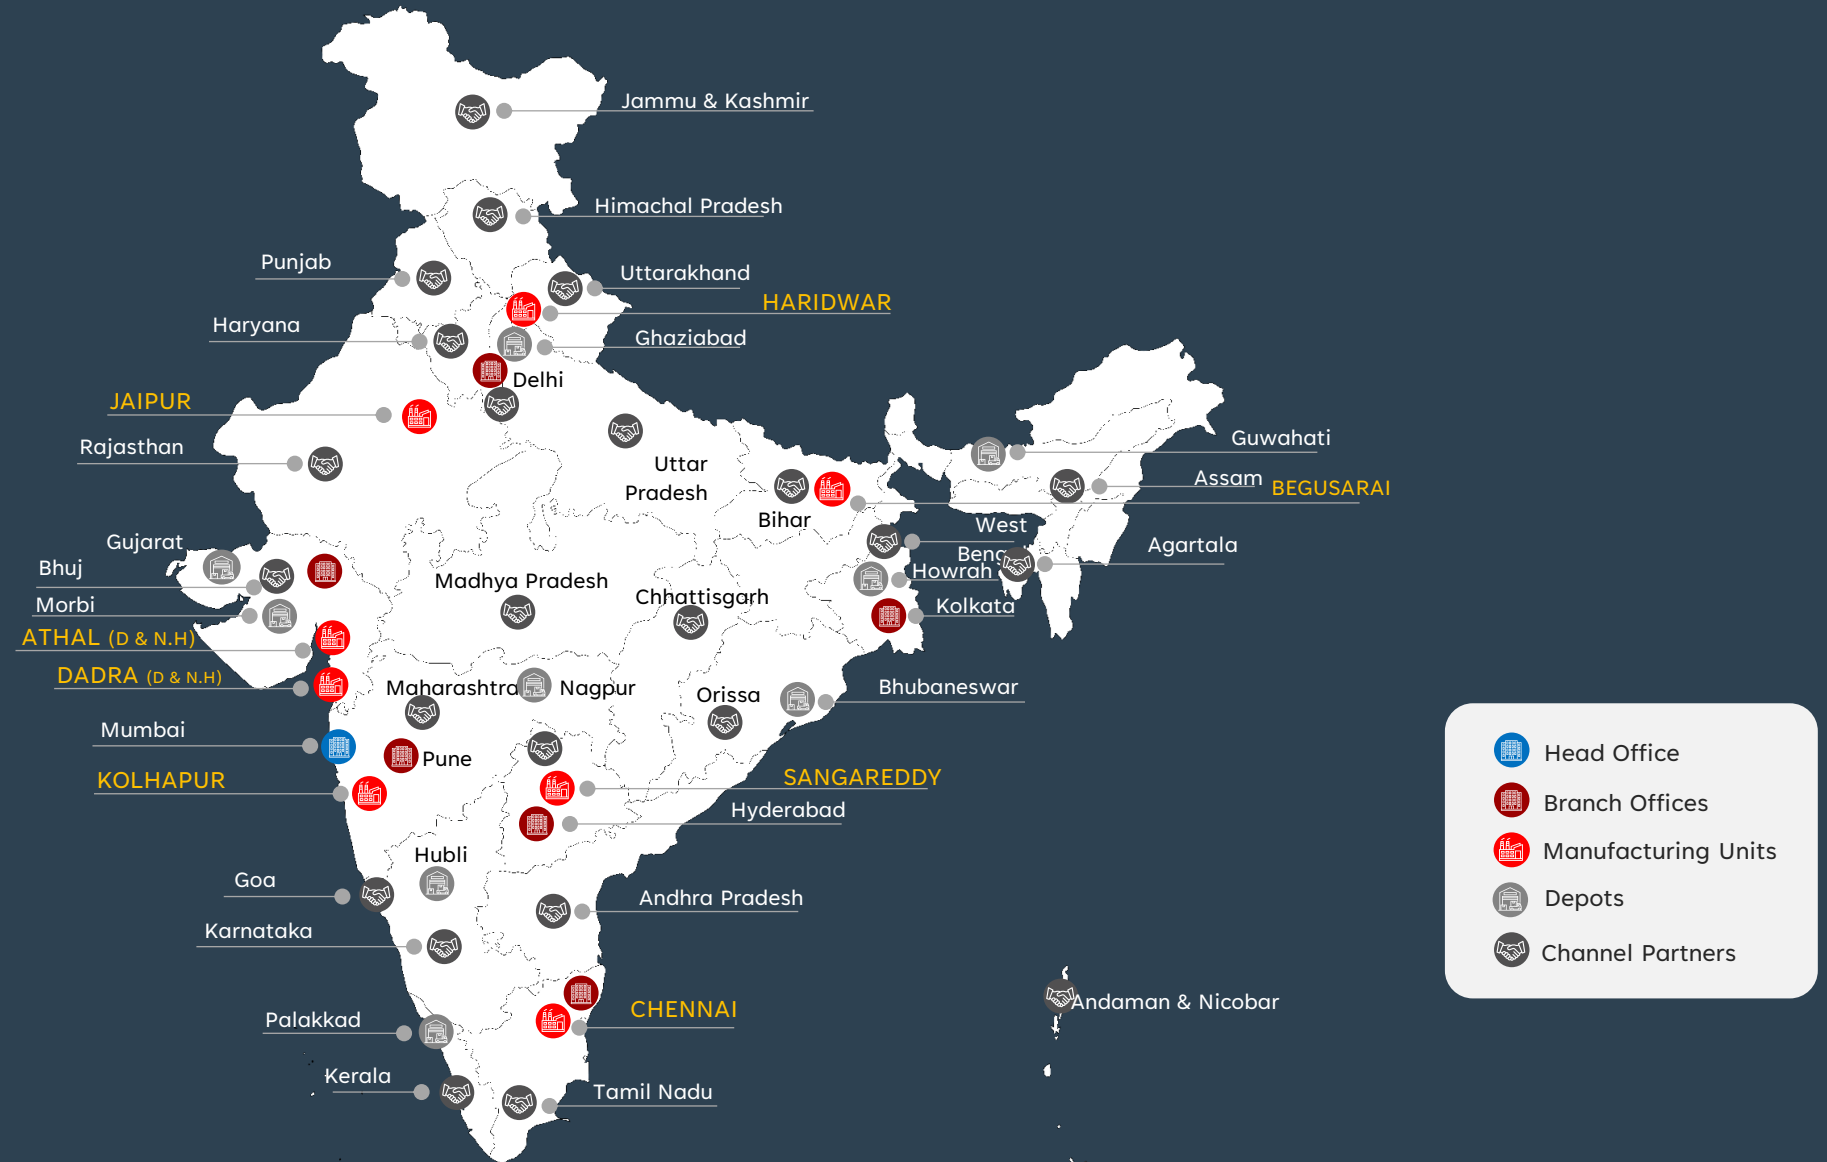 Jammu & Kashmir
Himachal Pradesh
Punjab
Uttarakhand
HARIDWAR
Haryana
Ghaziabad
Delhi
JAIPUR
Rajasthan
Uttar
Pradesh
Guwahati
Assam
BEGUSARAI
Bihar
West
Gujarat
Agartala
Bhuj
Howrah
Madhya Pradesh
Chhattisgarh
Morbi
Kolkata
ATHAL (D & N.H)
DADRA (D & N.H)
Maharashtra
Nagpur
Orissa
Bhubaneswar
Mumbai
Pune
KOLHAPUR
SANGAREDDY
Hyderabad
Hubli
Goa
Andhra Pradesh
Karnataka
CHENNAI
Andaman & Nicobar
Palakkad
Kerala
Tamil Nadu
Head Office
Branch Offices
Manufacturing Units
Depots
Channel Partners